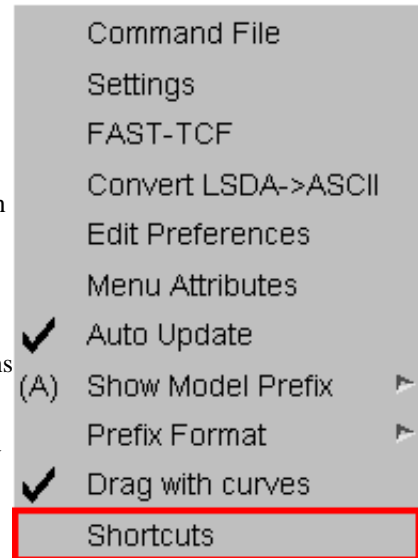 Command File
Settings
FAST-TCF
Convert LSDA->ASCII
Edit Preferences
Menu Attributes
Auto Update
(A) Show Model Prefix
Prefix Format
Drag with curves
Shortcuts